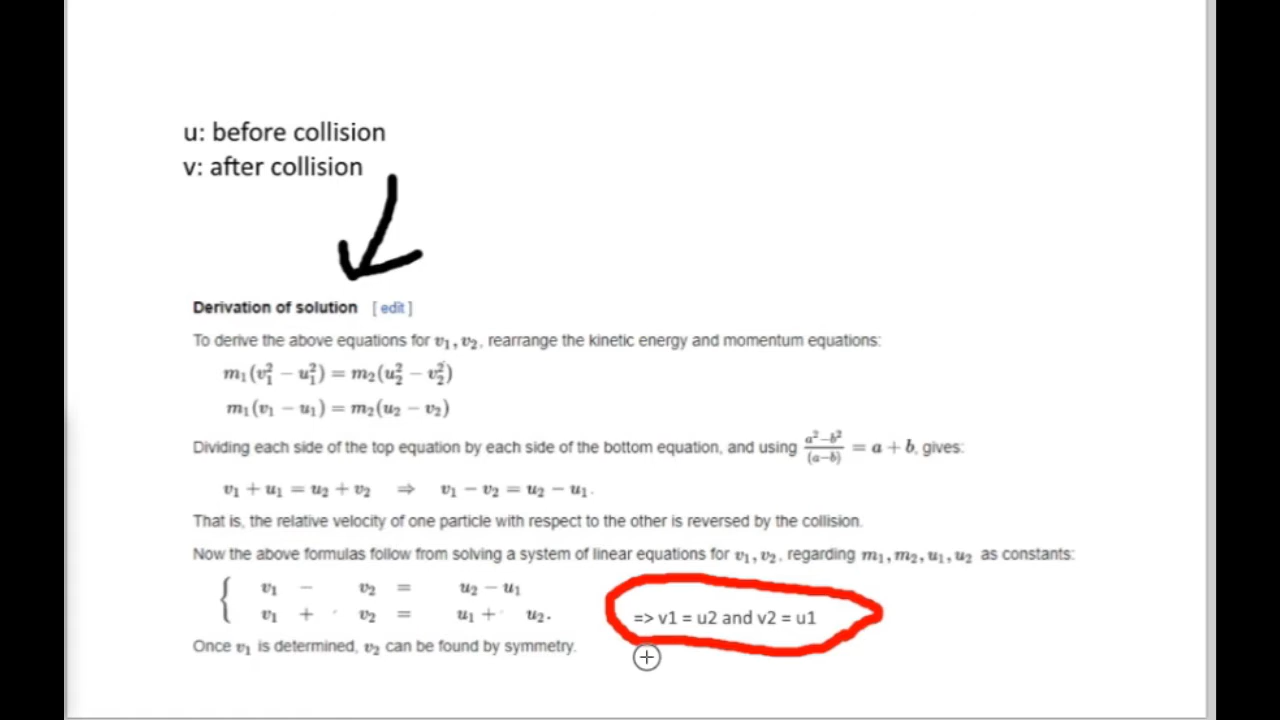 u: before collision
v: after collision
Derivation of solution [edit]
To derive the above equations for v₁, v₂, rearrange the kinetic energy and momentum equations:
m₁(v₁² − u₁²) = m₂(u₂² − v₂²)
m₁(v₁ − u₁) = m₂(u₂ − v₂)
Dividing each side of the top equation by each side of the bottom equation, and using (a²−b²)/(a−b) = a + b, gives:
v₁ + u₁ = u₂ + v₂ ⇒ v₁ − v₂ = u₂ − u₁.
That is, the relative velocity of one particle with respect to the other is reversed by the collision.
Now the above formulas follow from solving a system of linear equations for v₁, v₂, regarding m₁, m₂, u₁, u₂ as constants:
{ v₁ − v₂ = u₂ − u₁
v₁ + v₂ = u₁ + u₂.
=> v1 = u2 and v2 = u1
Once v₁ is determined, v₂ can be found by symmetry.